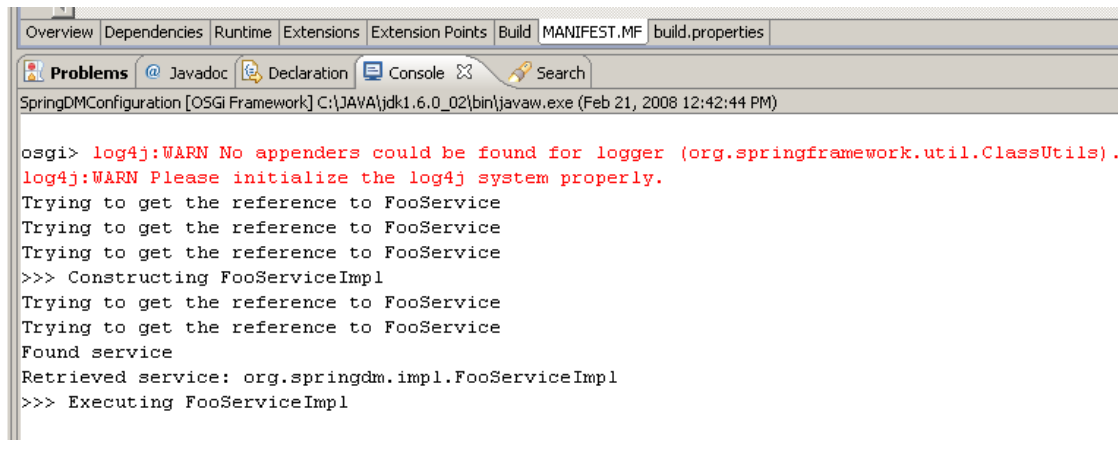 Overview Dependencies Runtime Extensions Extension Points Build MANIFEST.MF build.properties
Problems @ Javadoc Declaration Console Search
SpringDMConfiguration [OSGi Framework] C:\JAVA\jdk1.6.0_02\bin\javaw.exe (Feb 21, 2008 12:42:44 PM)
osgi> log4j:WARN No appenders could be found for logger (org.springframework.util.ClassUtils).
log4j:WARN Please initialize the log4j system properly.
Trying to get the reference to FooService
Trying to get the reference to FooService
Trying to get the reference to FooService
>>> Constructing FooServiceImpl
Trying to get the reference to FooService
Trying to get the reference to FooService
Found service
Retrieved service: org.springdm.impl.FooServiceImpl
>>> Executing FooServiceImpl